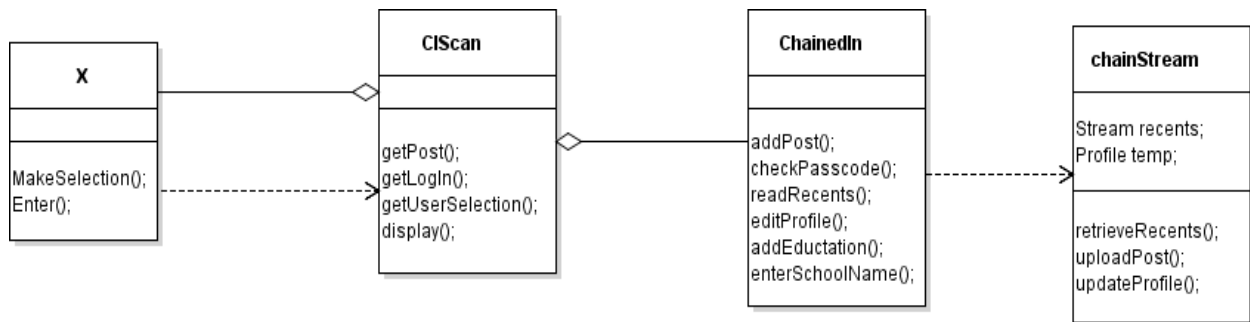 X
MakeSelection();
Enter();
CIScan
getPost();
getLogIn();
getUserSelection();
display();
ChainedIn
addPost();
checkPasscode();
readRecents();
editProfile();
addEductation();
enterSchoolName();
chainStream
Stream recents;
Profile temp;
retrieveRecents();
uploadPost();
updateProfile();